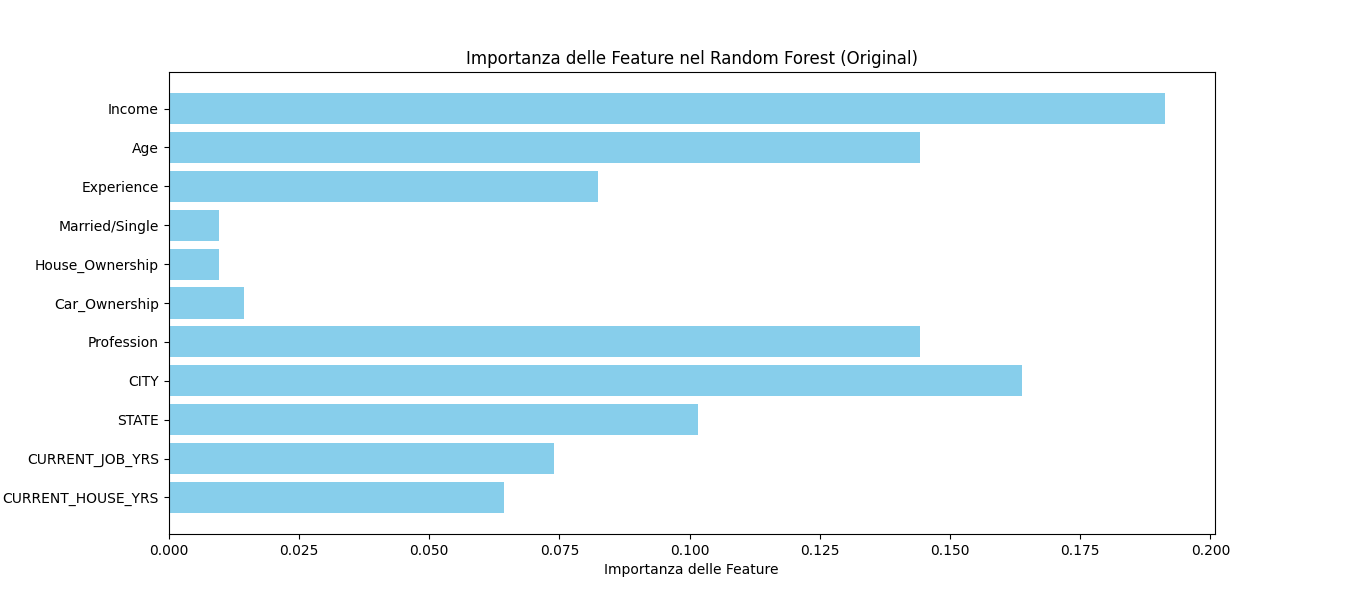 Importanza delle Feature nel Random Forest (Original)
Income
Age
Experience
Married/Single
House_Ownership
Car_Ownership
Profession
CITY
STATE
CURRENT_JOB_YRS
CURRENT_HOUSE_YRS
0.000 0.025 0.050 0.075 0.100 0.125 0.150 0.175 0.200
Importanza delle Feature